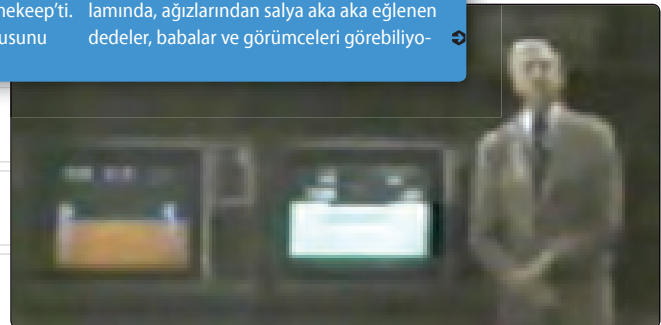 nekeep'ti.
usunu
lamında, ağızlarından salya aka aka eğlenen
dedeler, babalar ve görümceleri görebiliyo-